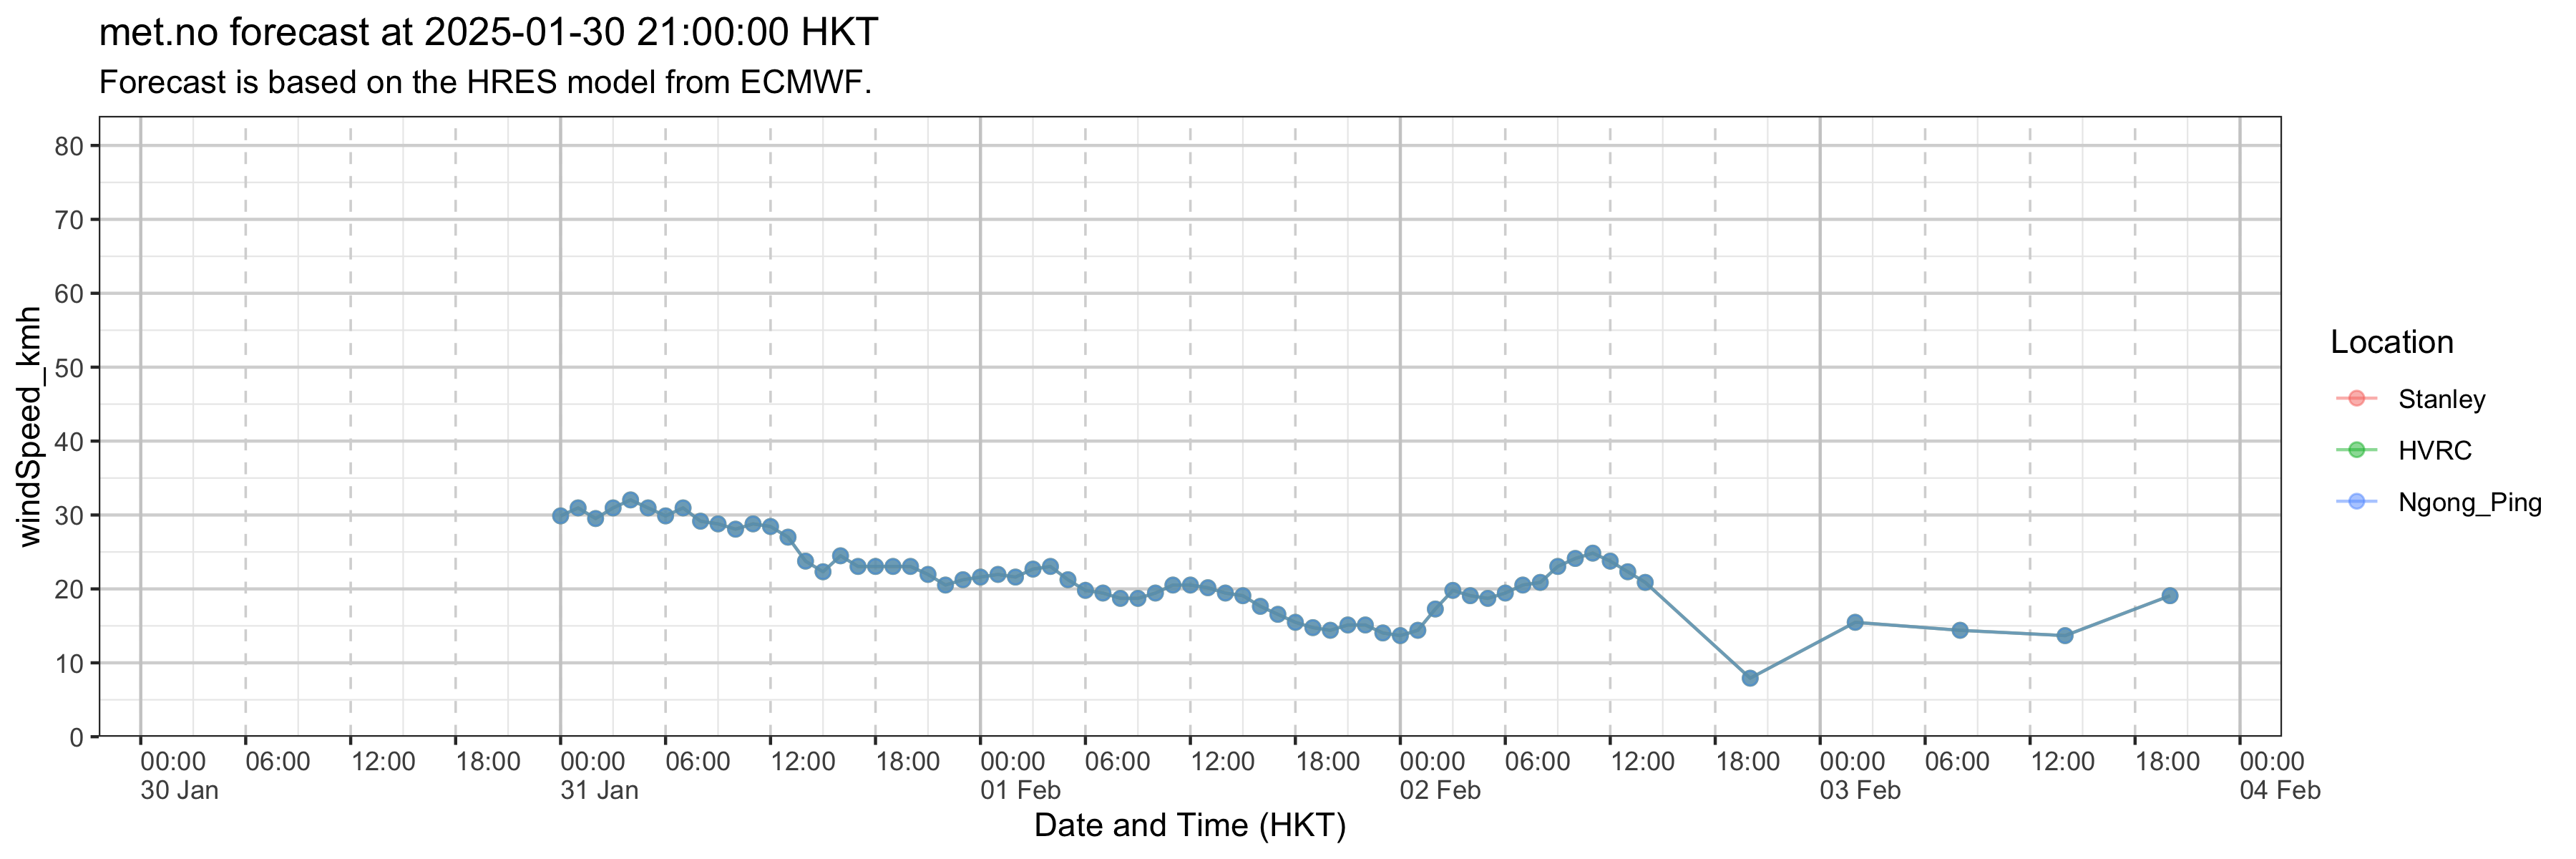 met.no forecast at 2025-01-30 21:00:00 HKT
Forecast is based on the HRES model from ECMWF.
windSpeed_kmh
80
70
60
50
40
30
20
10
0
00:00 06:00 12:00 18:00 00:00 06:00 12:00 18:00 00:00 06:00 12:00 18:00 00:00 06:00 12:00 18:00 00:00 06:00 12:00 18:00 00:00
30 Jan 31 Jan 01 Feb 02 Feb 03 Feb 04 Feb
Date and Time (HKT)
Location
Stanley
HVRC
Ngong_Ping